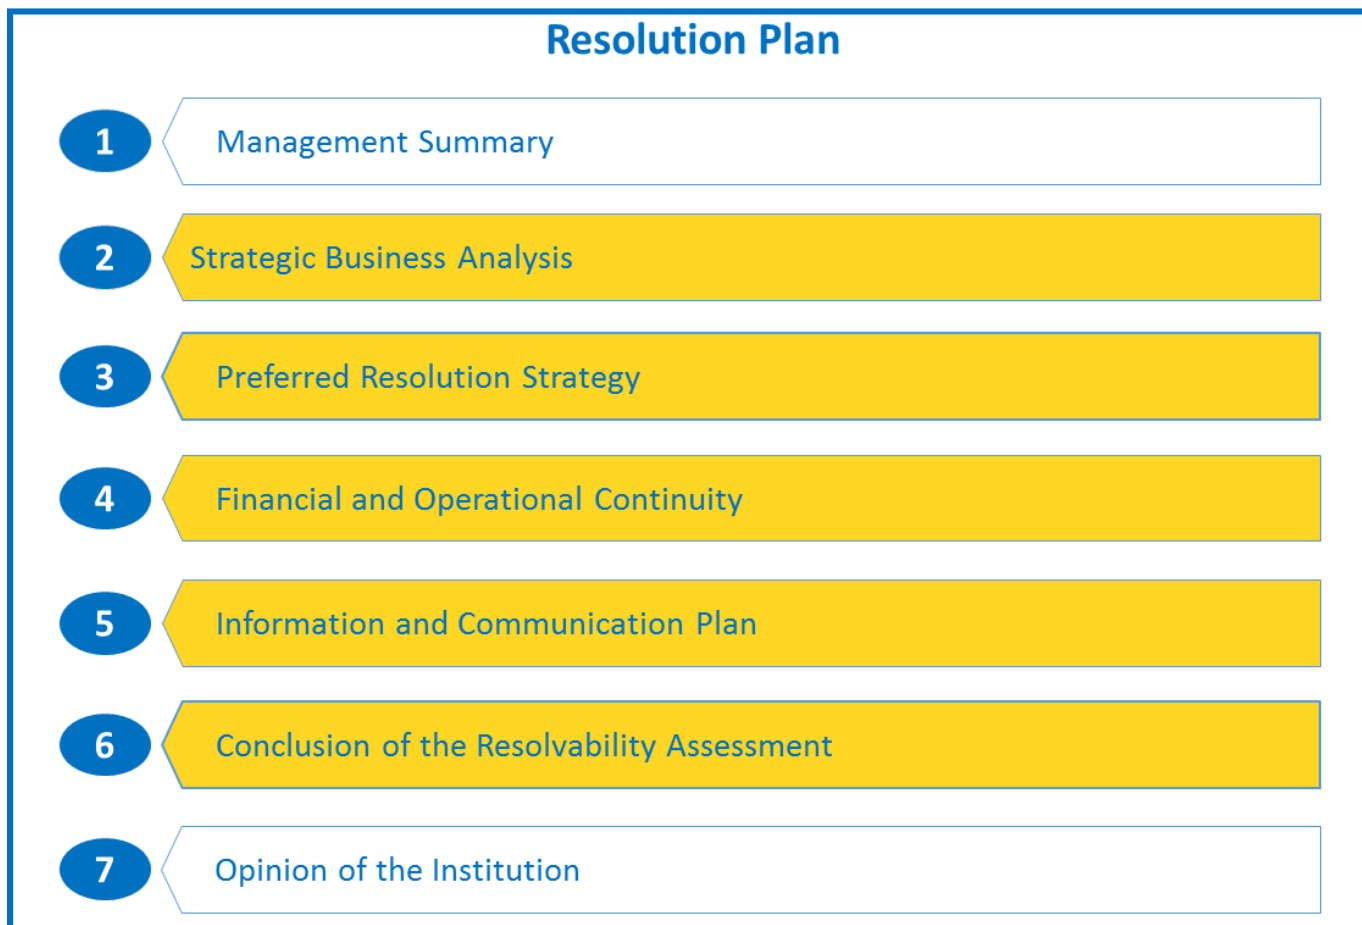 Resolution Plan
1 Management Summary
2 Strategic Business Analysis
3 Preferred Resolution Strategy
4 Financial and Operational Continuity
5 Information and Communication Plan
6 Conclusion of the Resolvability Assessment
7 Opinion of the Institution